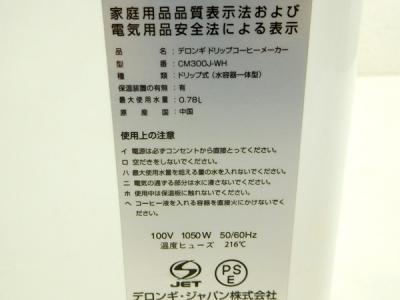 家庭用品品質表示法および
電気用品安全法による表示
品名：デロンギ ドリップコーヒーメーカー
型番：CM300J-WH
種類：ドリップ式（水容器一体型）
保温装置の有無：有
最大使用水量：0.78L
原産国：中国
使用上の注意
イ 電源は必ずコンセントから直接とってください。
ロ 空だきをしないでください。
ハ 最大使用水量を超える量の水を入れないでください。
ニ 電気の通ずる部分は水に浸さないでください。
ホ 使用中は保温板に触れないでください。
ヘ コーヒー液を入れる容器を直接火にかけないでください。
100V 1050W 50/60Hz
温度ヒューズ 216℃
JET
PS
E
デロンギ・ジャパン株式会社